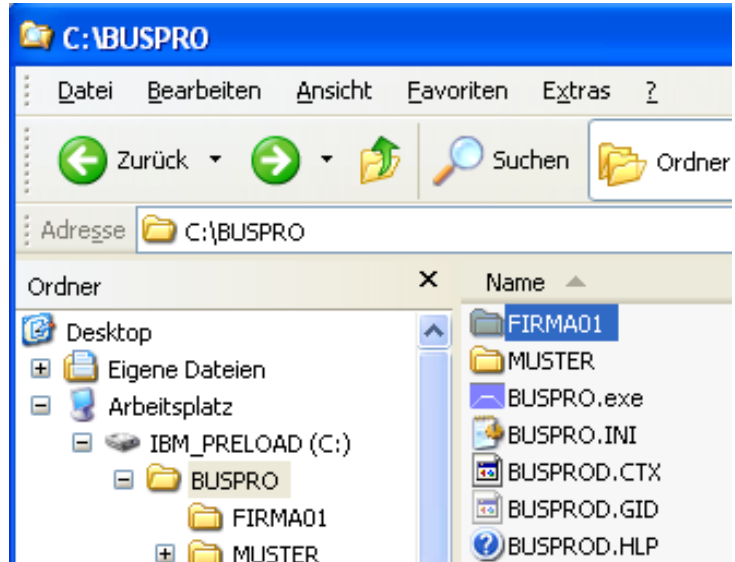 C:\BUSPRO
Datei Bearbeiten Ansicht Favoriten Extras ?
Zurück Suchen Ordner
Adresse C:\BUSPRO
Ordner
Desktop
Eigene Dateien
Arbeitsplatz
IBM_PRELOAD (C:)
BUSPRO
FIRMA01
MUSTER
Name
FIRMA01
MUSTER
BUSPRO.exe
BUSPRO.INI
BUSPROD.CTX
BUSPROD.GID
BUSPROD.HLP